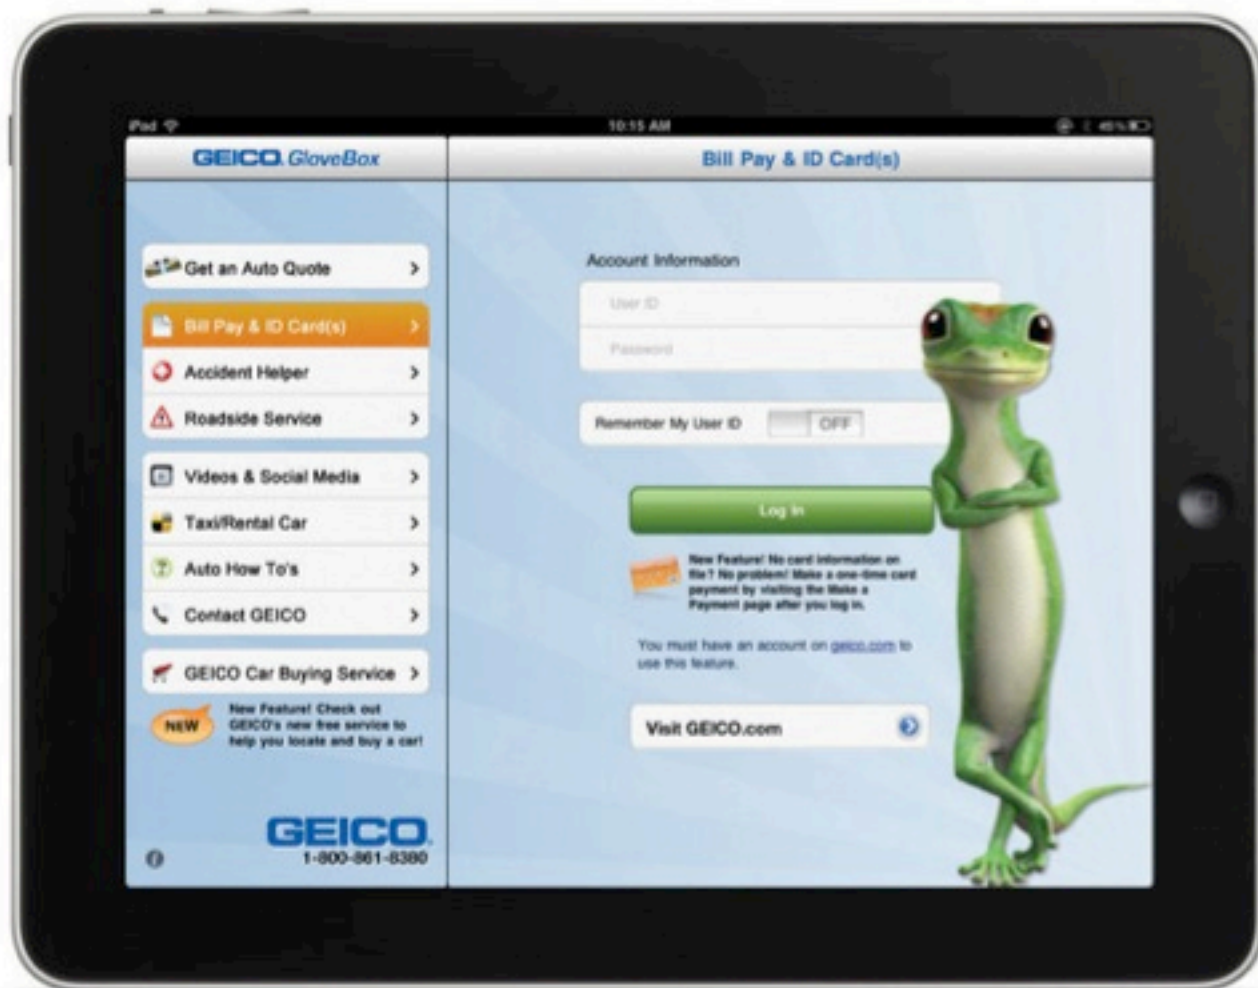 iPad
10:15 AM
GEICO. GloveBox
Bill Pay & ID Card(s)
Get an Auto Quote
Bill Pay & ID Card(s)
Accident Helper
Roadside Service
Videos & Social Media
Taxi/Rental Car
Auto How To's
Contact GEICO
GEICO Car Buying Service
NEW
New Feature! Check out
GEICO's new free service to
help you locate and buy a car!
GEICO
1-800-861-8380
Account Information
User ID
Password
Remember My User ID
OFF
Log In
New Feature! No card information on
file? No problem! Make a one-time card
payment by visiting the Make a
Payment page after you log in.
You must have an account on geico.com to
use this feature.
Visit GEICO.com